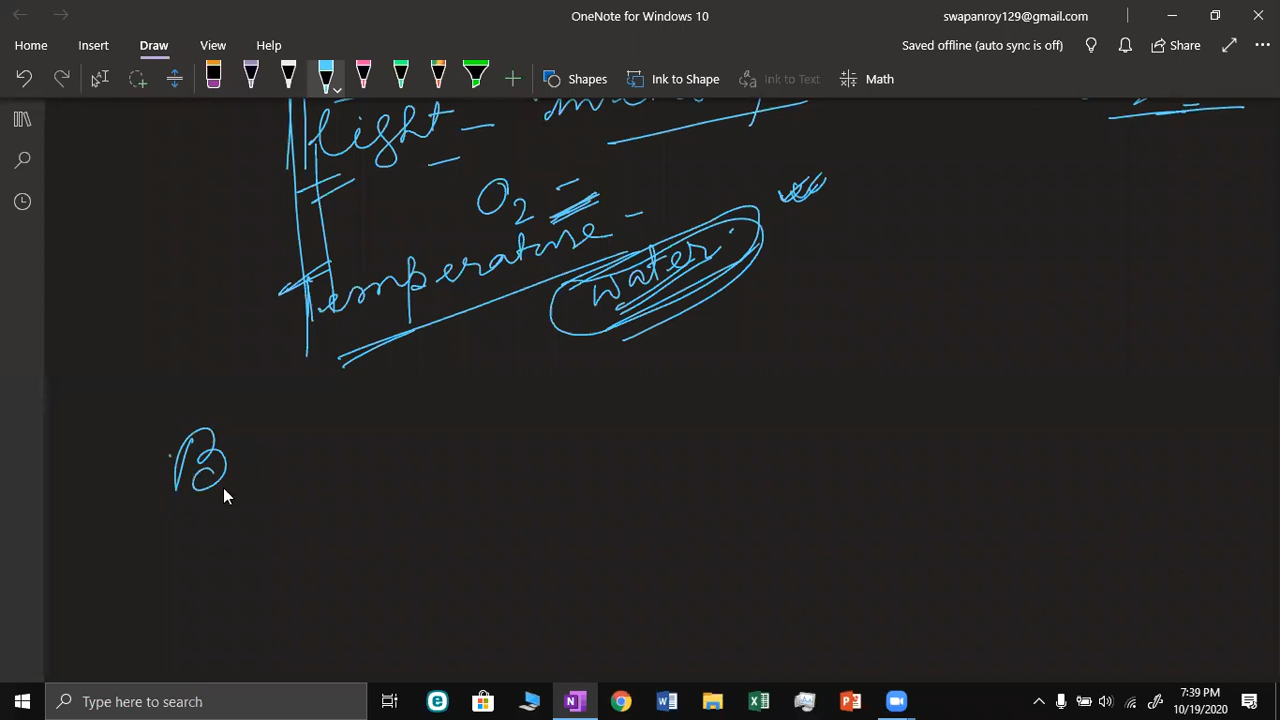 OneNote for Windows 10
swapanroy129@gmail.com
Home Insert Draw View Help
Saved offline (auto sync is off)
Share
Shapes
Ink to Shape
Ink to Text
Math
light -
O2 =
Temperature -
Water.
B
Type here to search
7:39 PM
10/19/2020